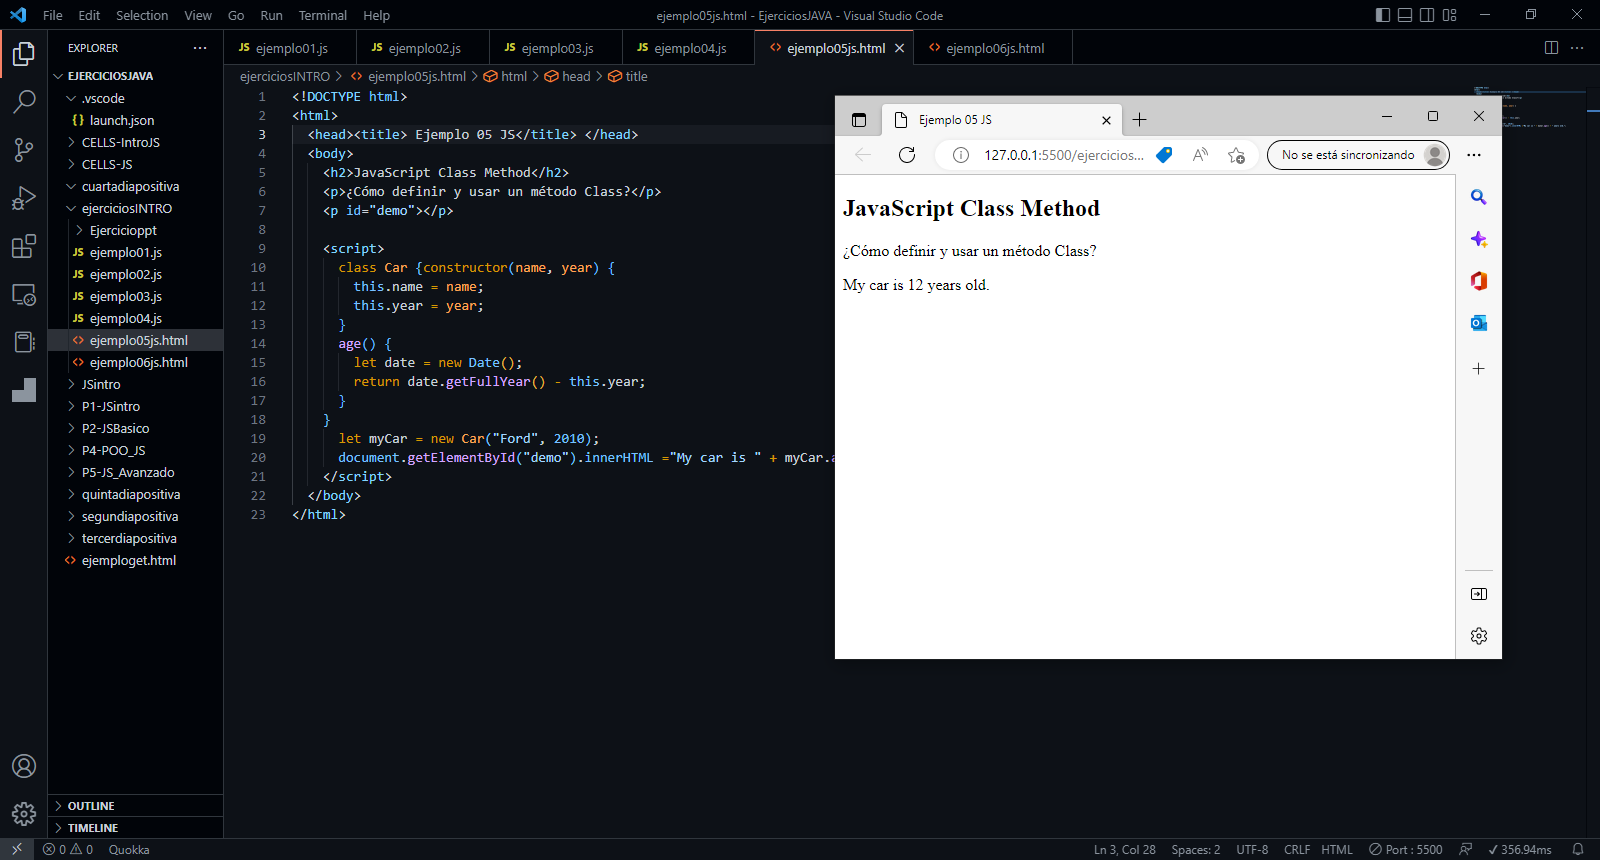 File Edit Selection View Go Run Terminal Help
ejemplo05js.html - EjerciciosJAVA - Visual Studio Code
EXPLORER
EJERCICIOSJAVA
.vscode
{} launch.json
CELLS-IntroJS
CELLS-JS
cuartadiapositiva
ejerciciosINTRO
Ejercicioppt
JS ejemplo01.js
JS ejemplo02.js
JS ejemplo03.js
JS ejemplo04.js
<> ejemplo05js.html
<> ejemplo06js.html
JSintro
P1-JSintro
P2-JSBasico
P4-POO_JS
P5-JS_Avanzado
quintadiapositiva
segundiapositiva
tercerdiapositiva
<> ejemploget.html
OUTLINE
TIMELINE
JS ejemplo01.js JS ejemplo02.js JS ejemplo03.js JS ejemplo04.js <> ejemplo05js.html <> ejemplo06js.html
ejerciciosINTRO > <> ejemplo05js.html > html > head > title
1 <!DOCTYPE html>
2 <html>
3 <head><title> Ejemplo 05 JS</title> </head>
4 <body>
5 <h2>JavaScript Class Method</h2>
6 <p>¿Cómo definir y usar un método Class?</p>
7 <p id="demo"></p>
8
9 <script>
10 class Car {constructor(name, year) {
11 this.name = name;
12 this.year = year;
13 }
14 age() {
15 let date = new Date();
16 return date.getFullYear() - this.year;
17 }
18 }
19 let myCar = new Car("Ford", 2010);
20 document.getElementById("demo").innerHTML ="My car is " + myCar.a
21 </script>
22 </body>
23 </html>
Ejemplo 05 JS
127.0.0.1:5500/ejercicios...
No se está sincronizando
JavaScript Class Method
¿Cómo definir y usar un método Class?
My car is 12 years old.
0 0 Quokka
Ln 3, Col 28 Spaces: 2 UTF-8 CRLF HTML Port : 5500 356.94ms